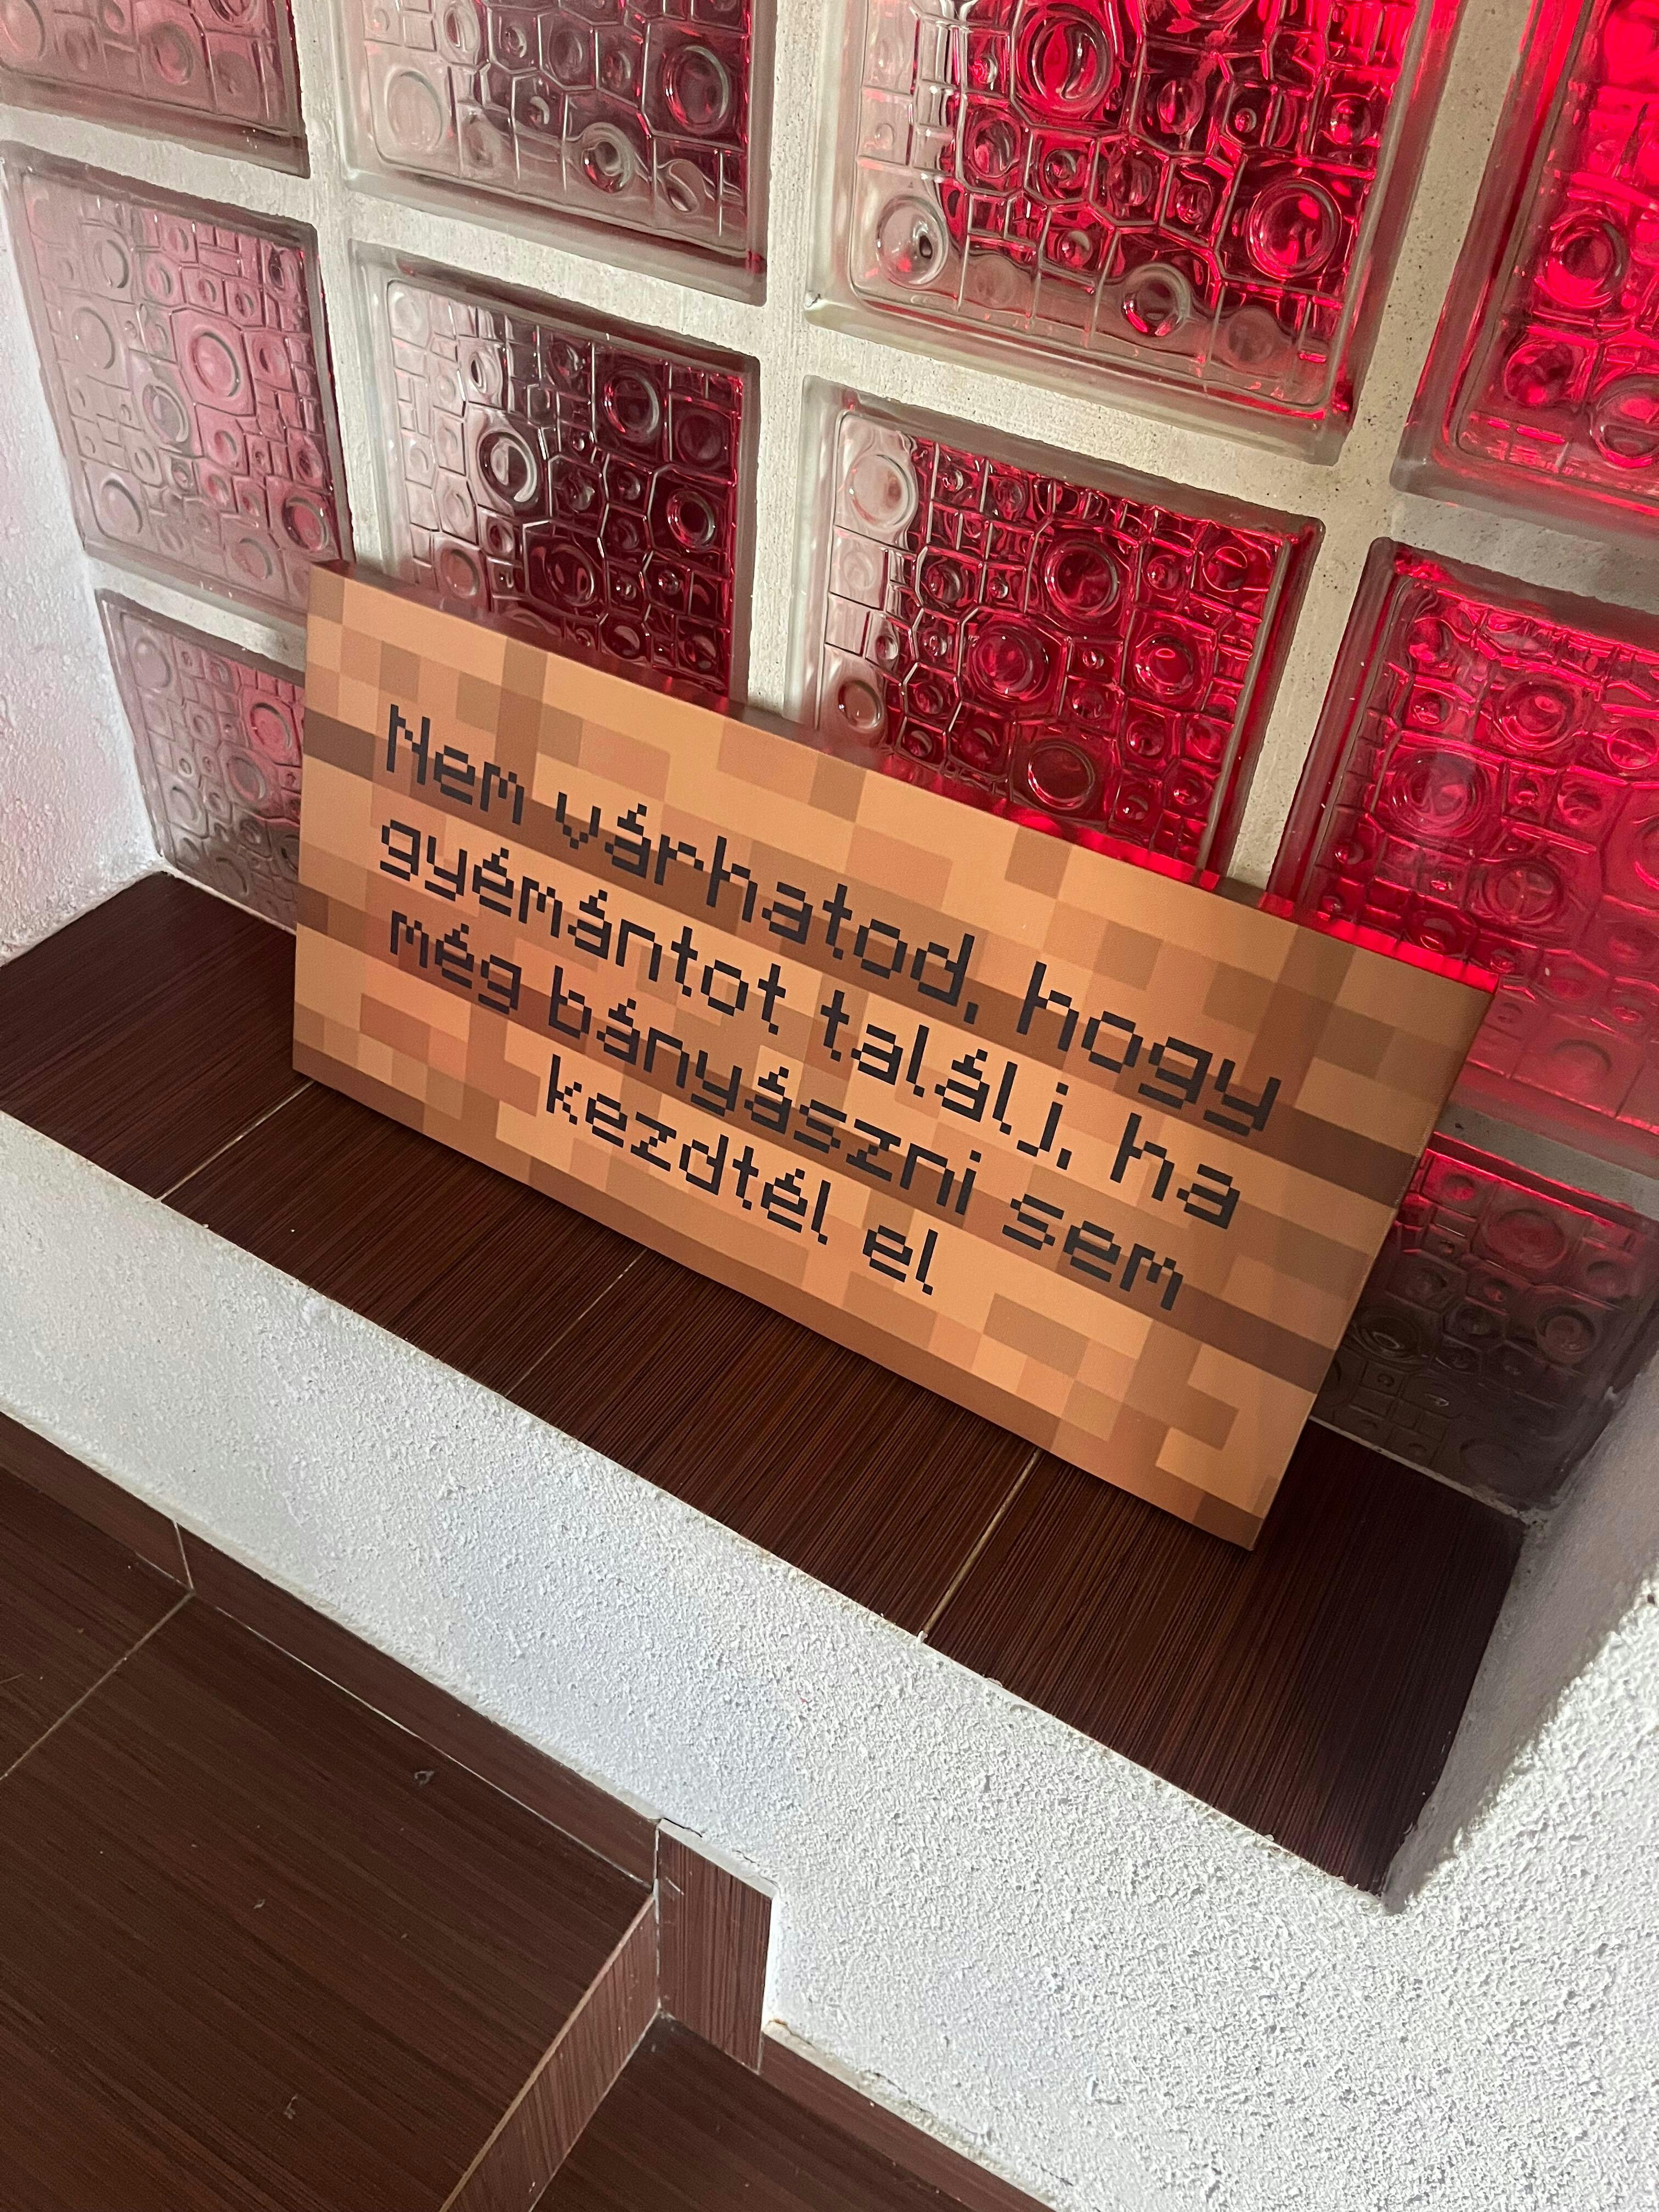 Nem várhatod, hogy
gyémántot találj, ha
még bányászni sem
kezdtél el